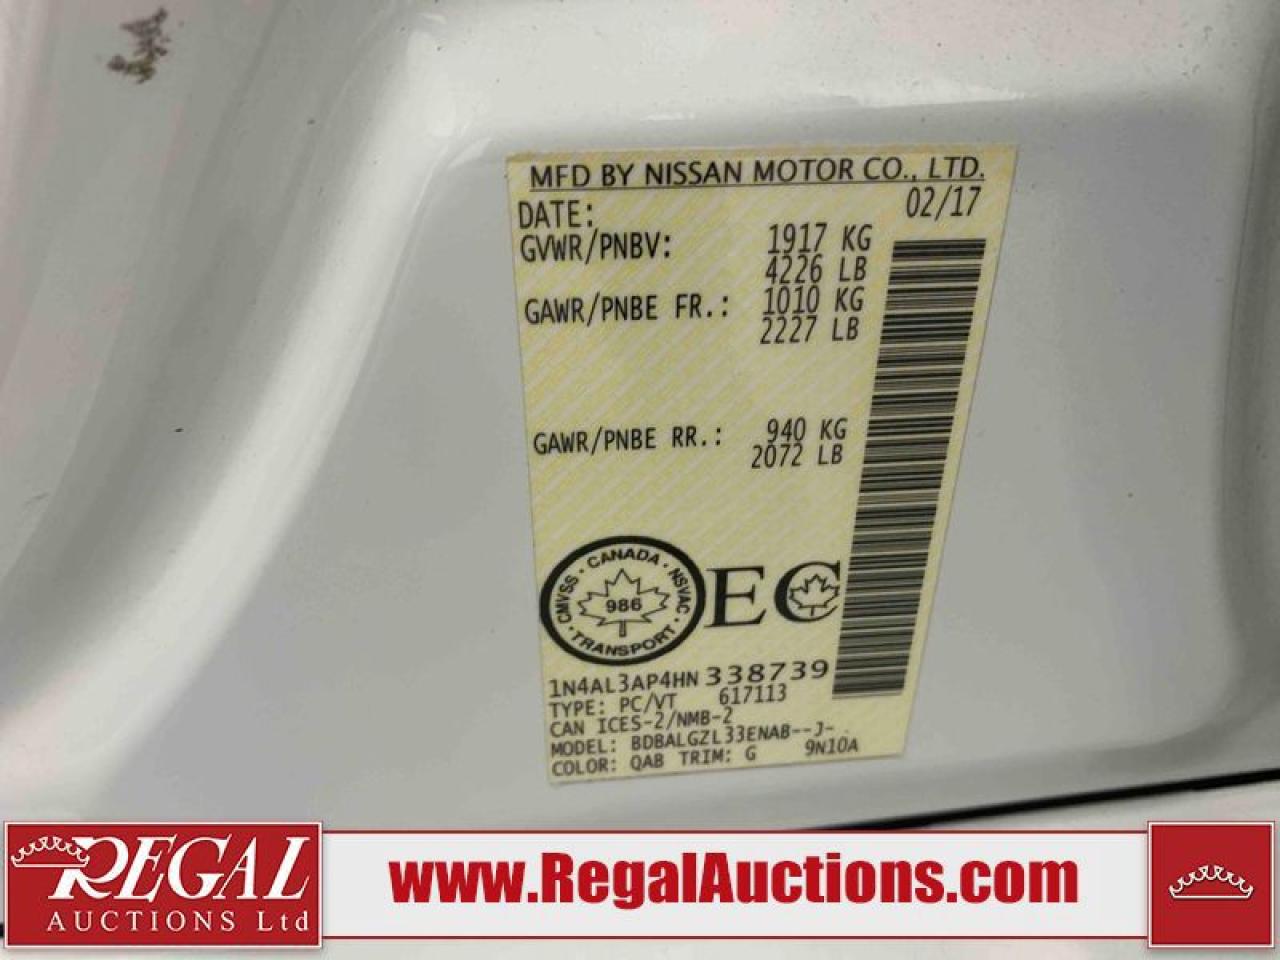 MFD BY NISSAN MOTOR CO., LTD.
DATE: 02/17
GVWR/PNBV: 1917 KG
4226 LB
GAWR/PNBE FR.: 1010 KG
2227 LB
GAWR/PNBE RR.: 940 KG
2072 LB
CANADA · NSVAC · TRANSPORT · CMVSS ·
986
EC
1N4AL3AP4HN 338739
TYPE: PC/VT 617113
CAN ICES-2/NMB-2
MODEL: BDBALGZL33ENAB--J-
COLOR: QAB TRIM: G 9N10A
REGAL
AUCTIONS Ltd
www.RegalAuctions.com